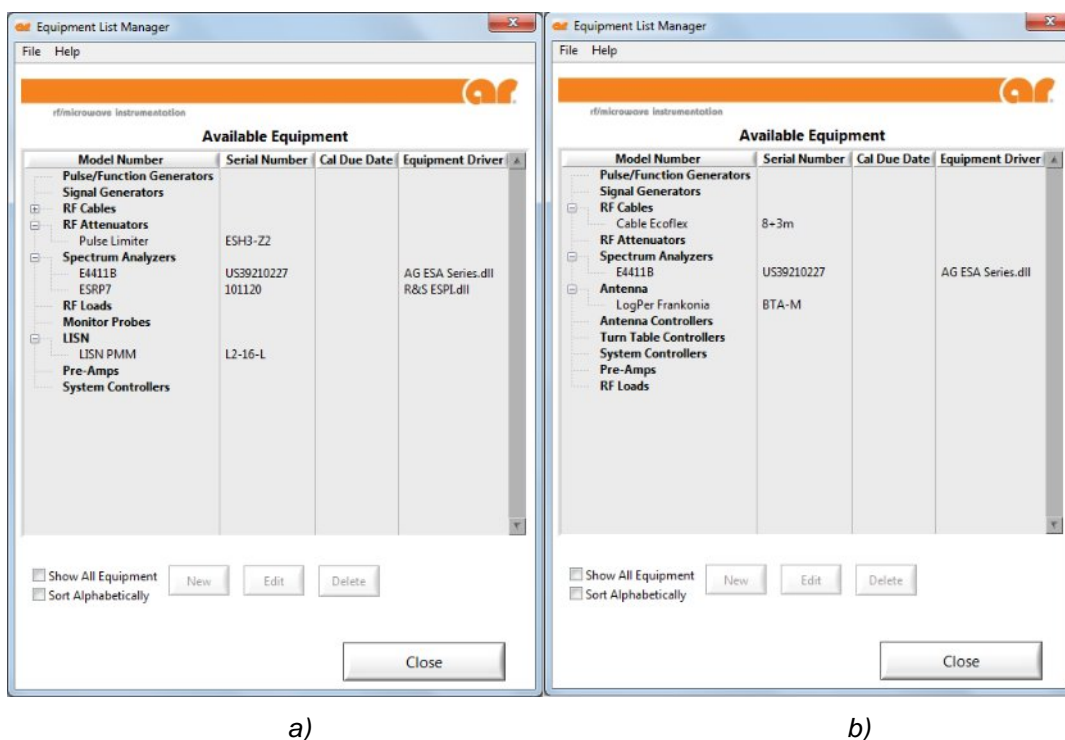 ar Equipment List Manager x
File Help
ar
rf/microwave instrumentation
Available Equipment
Model Number Serial Number Cal Due Date Equipment Driver
Pulse/Function Generators
Signal Generators
RF Cables
RF Attenuators
Pulse Limiter ESH3-Z2
Spectrum Analyzers
E4411B US39210227 AG ESA Series.dll
ESRP7 101120 R&S ESPI.dll
RF Loads
Monitor Probes
LISN
LISN PMM L2-16-L
Pre-Amps
System Controllers
Show All Equipment
Sort Alphabetically
New Edit Delete
Close
a)
ar Equipment List Manager x
File Help
ar
rf/microwave instrumentation
Available Equipment
Model Number Serial Number Cal Due Date Equipment Driver
Pulse/Function Generators
Signal Generators
RF Cables
Cable Ecoflex 8+3m
RF Attenuators
Spectrum Analyzers
E4411B US39210227 AG ESA Series.dll
Antenna
LogPer Frankonia BTA-M
Antenna Controllers
Turn Table Controllers
System Controllers
Pre-Amps
RF Loads
Show All Equipment
Sort Alphabetically
New Edit Delete
Close
b)